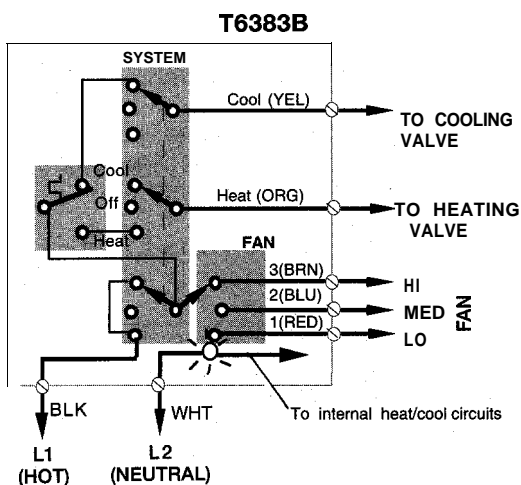 T6383B
SYSTEM
Cool (YEL)
TO COOLING
VALVE
Cool
Off
Heat
Heat (ORG)
TO HEATING
VALVE
FAN
3(BRN)
HI
2(BLU)
MED
1(RED)
LO
FAN
BLK
WHT
To internal heat/cool circuits
L1
(HOT)
L2
(NEUTRAL)